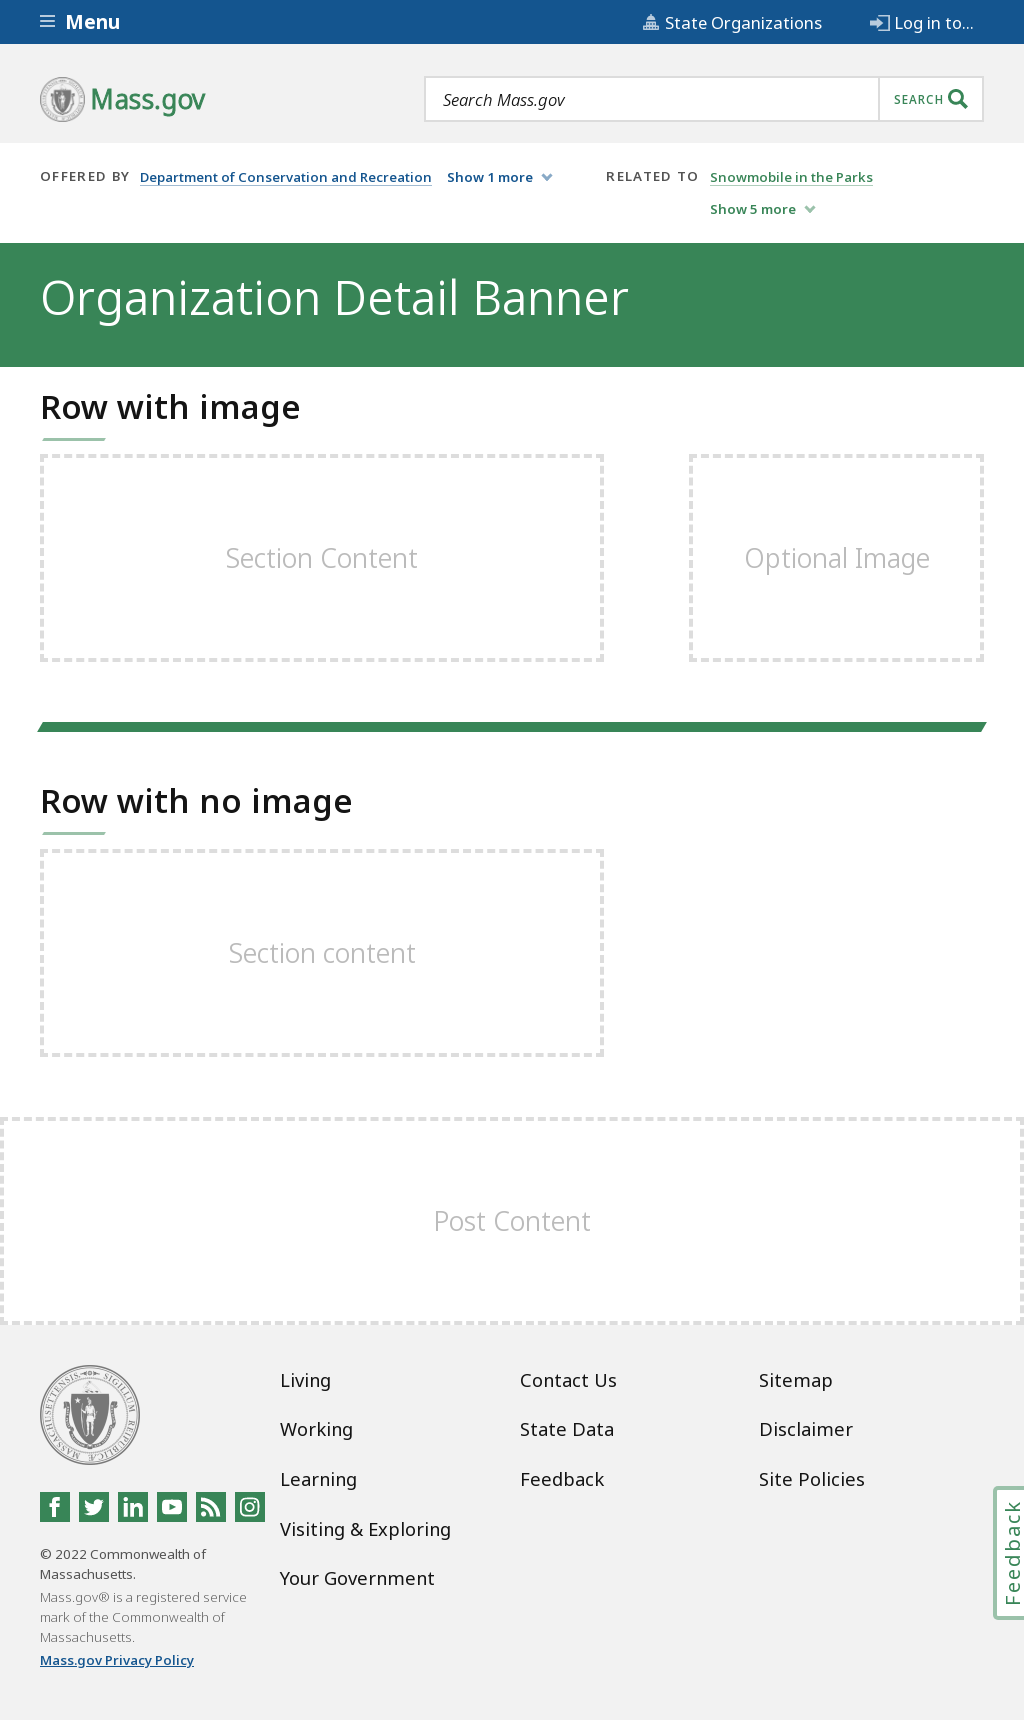 Menu
State Organizations
Log in to...
Mass.gov
Search Mass.gov
SEARCH
OFFERED BY
Department of Conservation and Recreation
Show 1 more
RELATED TO
Snowmobile in the Parks
Show 5 more
Organization Detail Banner
Row with image
Section Content
Optional Image
Row with no image
Section content
Post Content
Living
Working
Learning
Visiting & Exploring
Your Government
Contact Us
State Data
Feedback
Sitemap
Disclaimer
Site Policies
© 2022 Commonwealth of
Massachusetts.
Mass.gov® is a registered service
mark of the Commonwealth of
Massachusetts.
Mass.gov Privacy Policy
Feedback